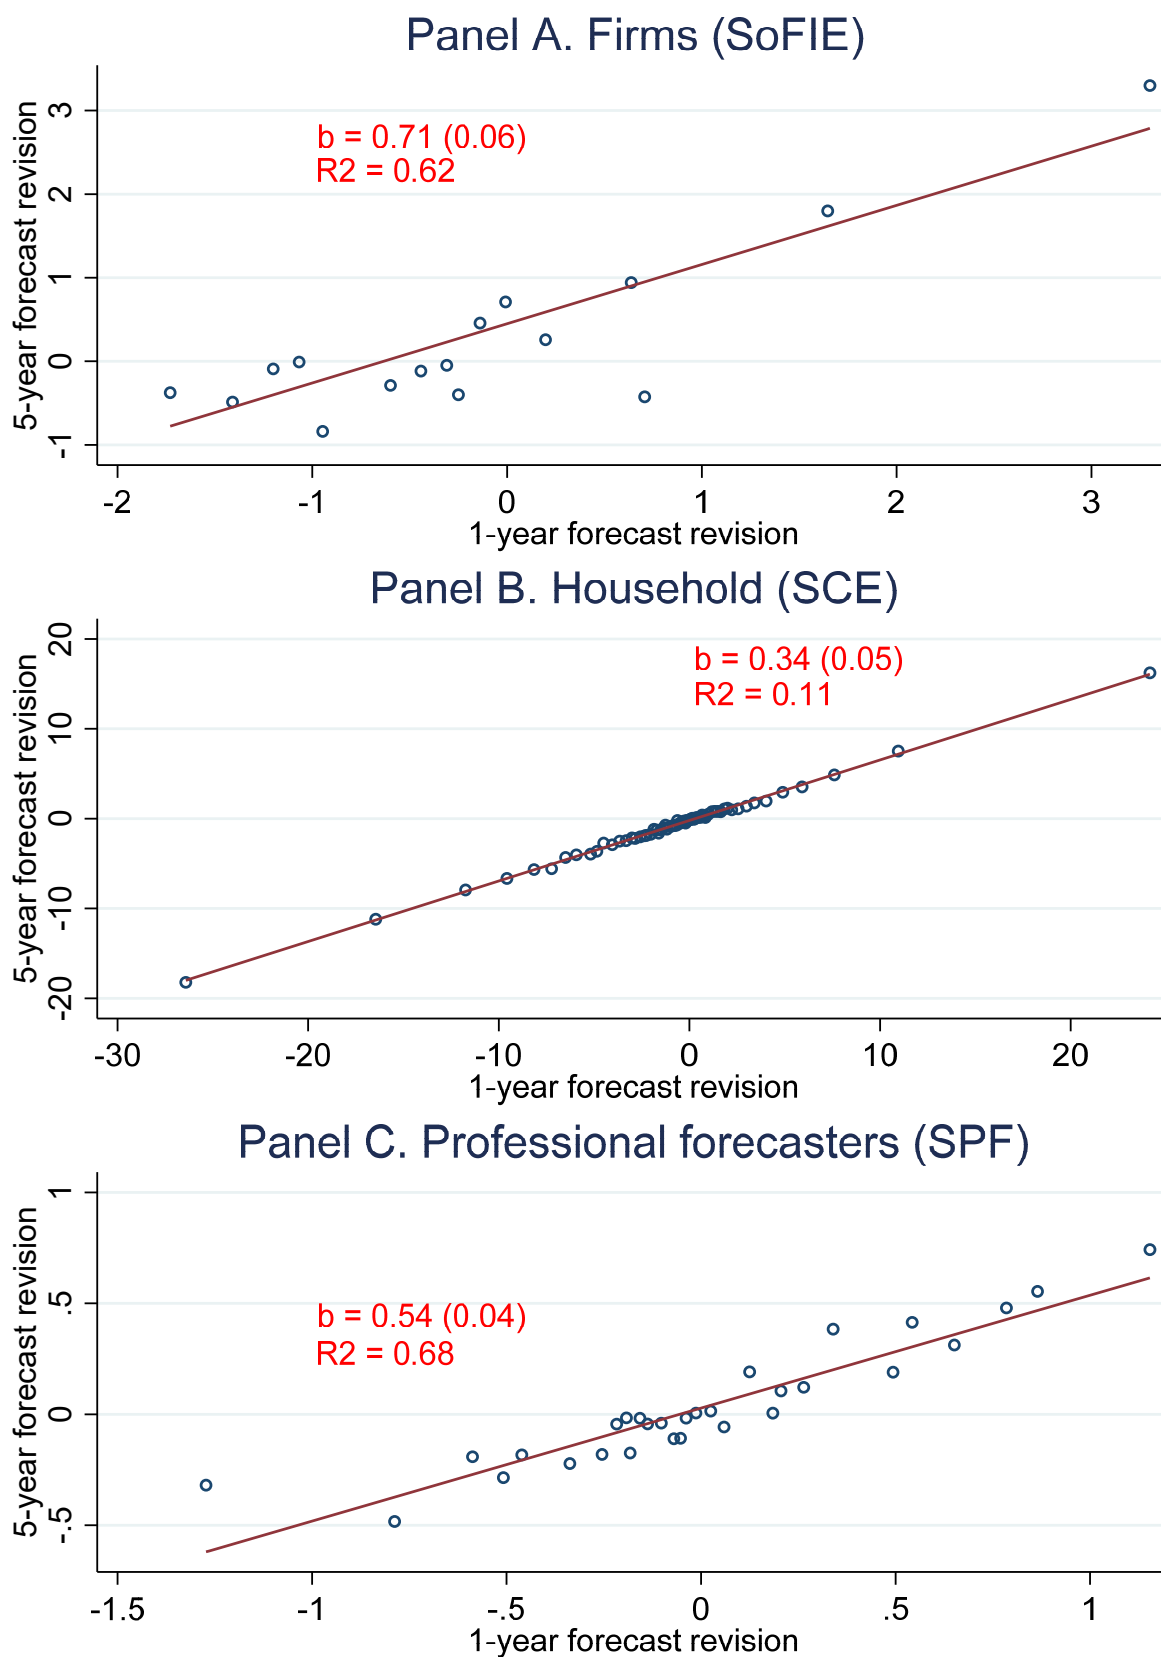 Panel A. Firms (SoFIE)
5-year forecast revision
3
2
1
0
-1
b = 0.71 (0.06)
R2 = 0.62
-2 -1 0 1 2 3
1-year forecast revision
Panel B. Household (SCE)
5-year forecast revision
20
10
0
-10
-20
b = 0.34 (0.05)
R2 = 0.11
-30 -20 -10 0 10 20
1-year forecast revision
Panel C. Professional forecasters (SPF)
5-year forecast revision
1
.5
0
-.5
b = 0.54 (0.04)
R2 = 0.68
-1.5 -1 -.5 0 .5 1
1-year forecast revision